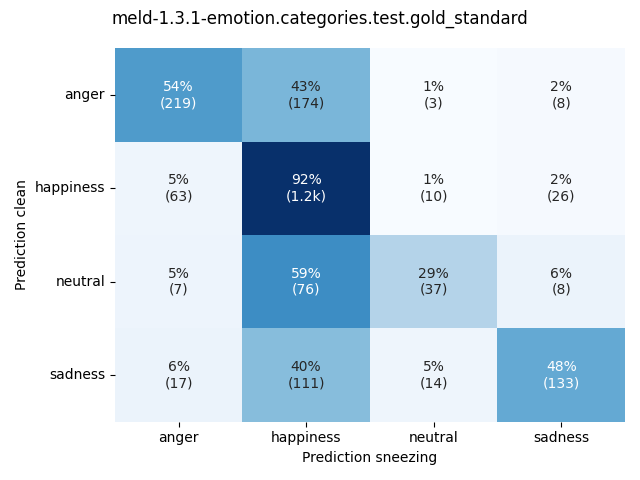 meld-1.3.1-emotion.categories.test.gold_standard
anger
54%
(219)
43%
(174)
1%
(3)
2%
(8)
happiness
5%
(63)
92%
(1.2k)
1%
(10)
2%
(26)
neutral
5%
(7)
59%
(76)
29%
(37)
6%
(8)
sadness
6%
(17)
40%
(111)
5%
(14)
48%
(133)
Prediction clean
anger
happiness
neutral
sadness
Prediction sneezing